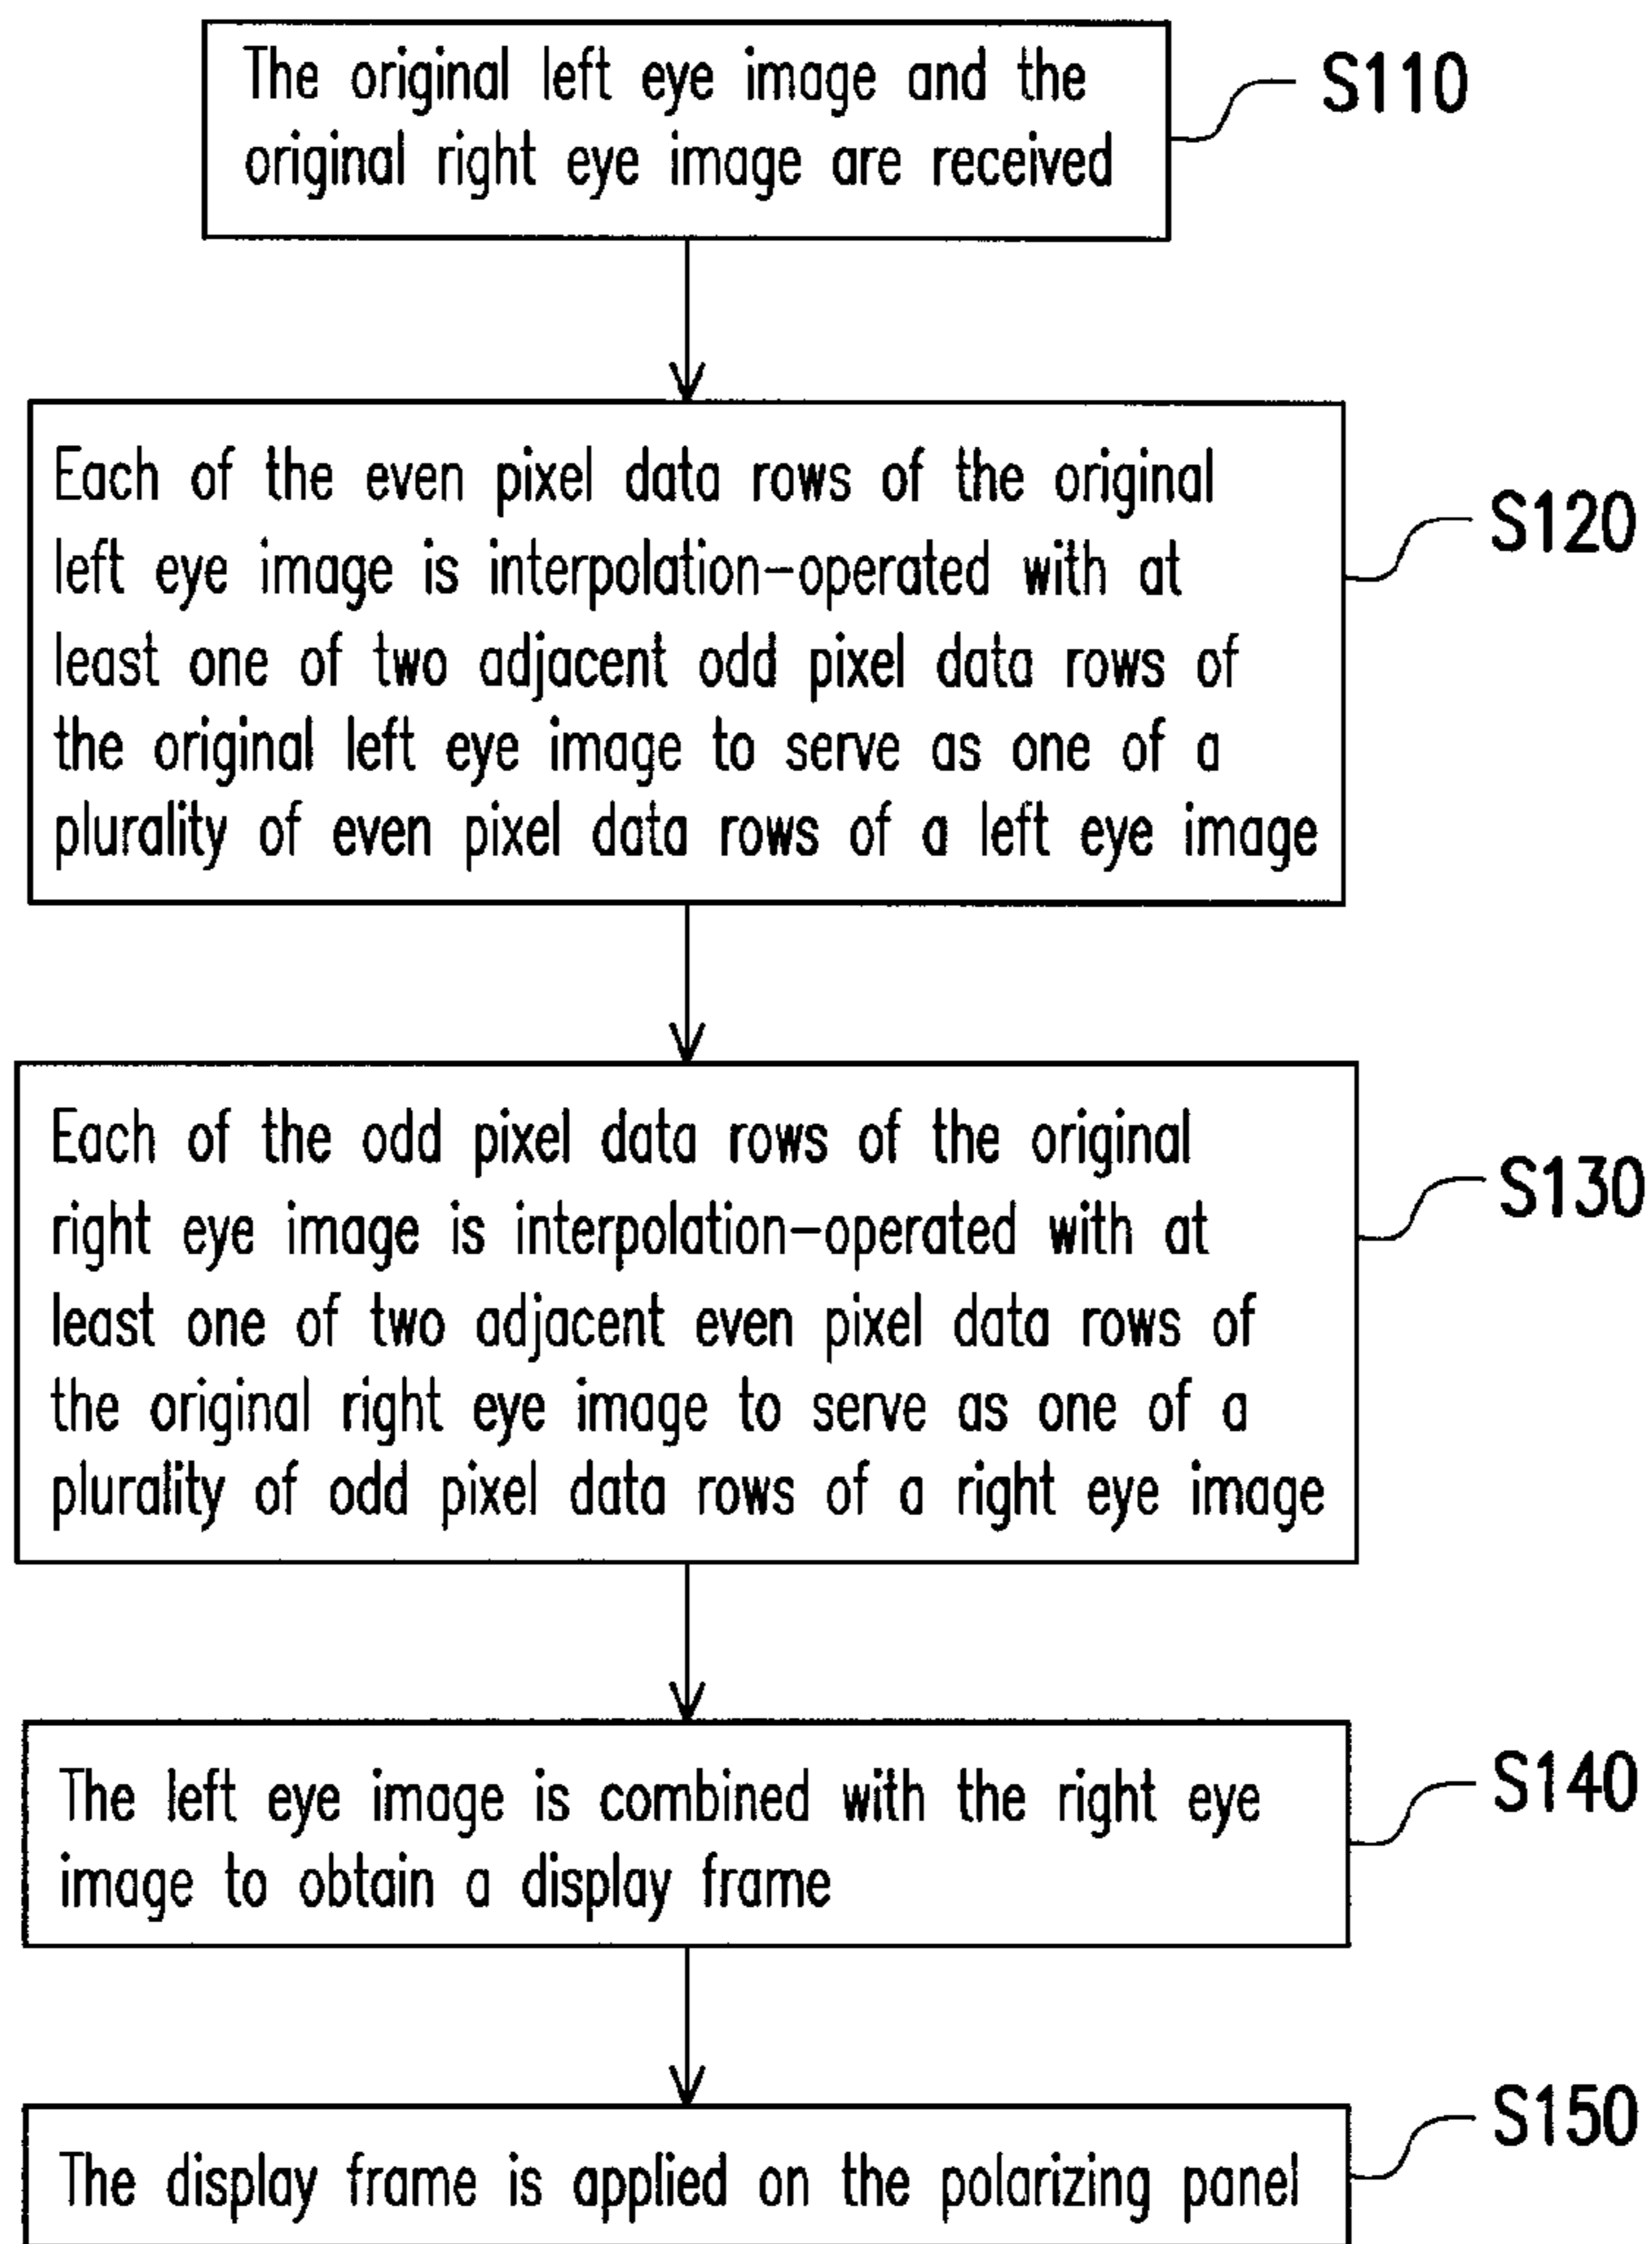 The original left eye image and the
original right eye image are received
S110
Each of the even pixel data rows of the original
left eye image is interpolation-operated with at
least one of two adjacent odd pixel data rows of
the original left eye image to serve as one of a
plurality of even pixel data rows of a left eye image
S120
Each of the odd pixel data rows of the original
right eye image is interpolation-operated with at
least one of two adjacent even pixel data rows of
the original right eye image to serve as one of a
plurality of odd pixel data rows of a right eye image
S130
The left eye image is combined with the right eye
image to obtain a display frame
S140
The display frame is applied on the polarizing panel
S150